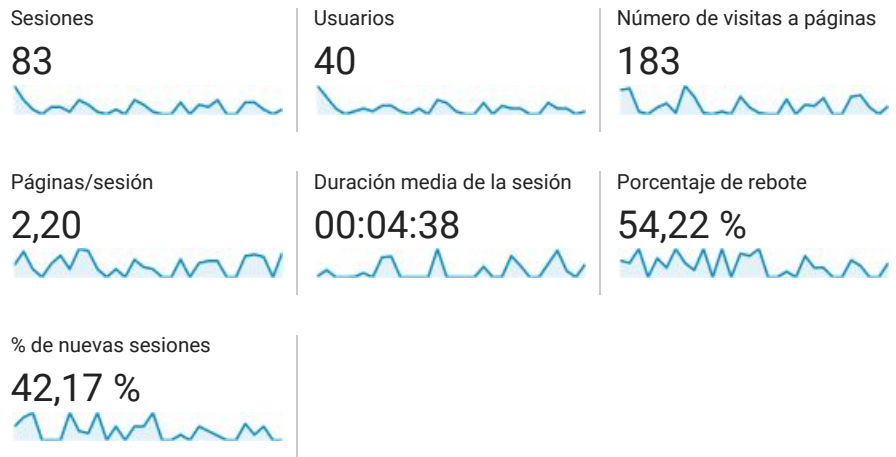 Sesiones
83
Usuarios
40
Número de visitas a páginas
183
Páginas/sesión
2,20
Duración media de la sesión
00:04:38
Porcentaje de rebote
54,22 %
% de nuevas sesiones
42,17 %